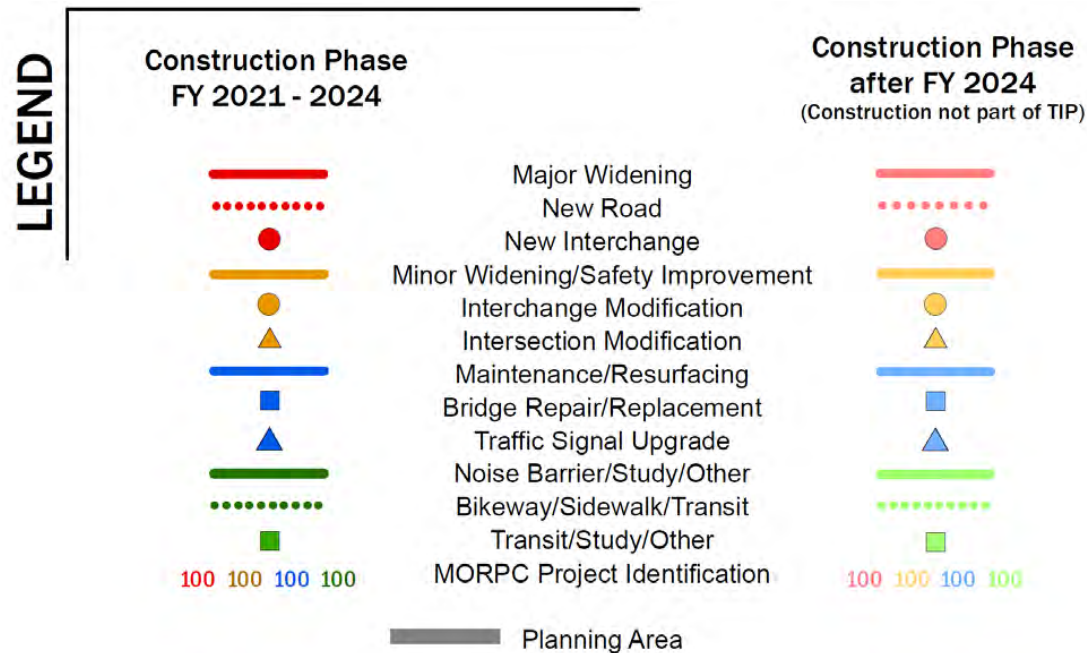 LEGEND
Construction Phase
FY 2021 - 2024
Construction Phase
after FY 2024
(Construction not part of TIP)
Major Widening
New Road
New Interchange
Minor Widening/Safety Improvement
Interchange Modification
Intersection Modification
Maintenance/Resurfacing
Bridge Repair/Replacement
Traffic Signal Upgrade
Noise Barrier/Study/Other
Bikeway/Sidewalk/Transit
Transit/Study/Other
100 100 100 100 MORPC Project Identification 100 100 100 100
Planning Area